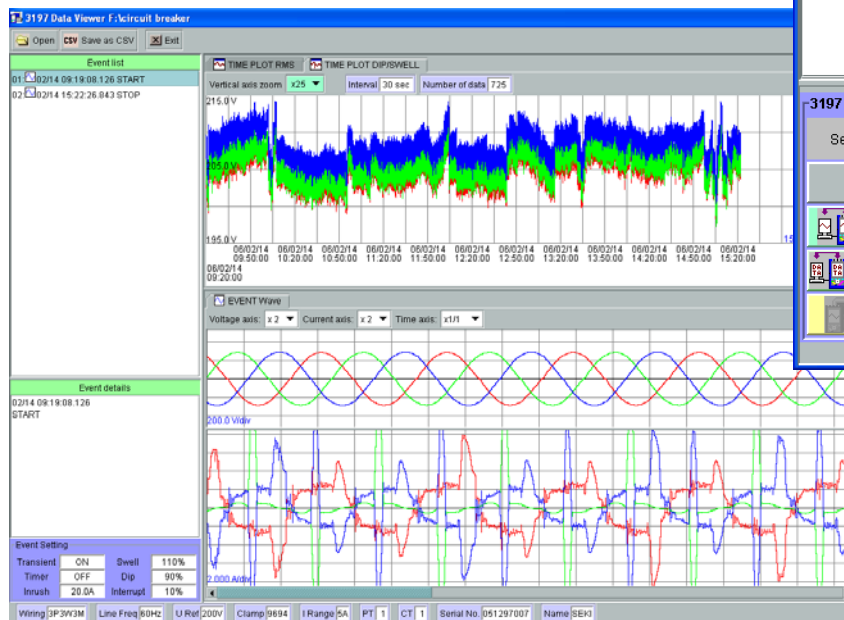 3197 Data Viewer F:\circuit breaker
Open CSV Save as CSV Exit
Event list
01: 02/14 09:19:08.126 START
02: 02/14 15:22:26.843 STOP
TIME PLOT RMS TIME PLOT DIP/SWELL
Vertical axis zoom x25 Interval 30 sec Number of data 725
215.0 V
205.0 V
195.0 V
06/02/14 06/02/14 06/02/14 06/02/14 06/02/14 06/02/14 06/02/14 06/02/14 06/02/14 06/02/14 06/02/14 06/02/14
09:50:00 10:20:00 10:50:00 11:20:00 11:50:00 12:20:00 12:50:00 13:20:00 13:50:00 14:20:00 14:50:00 15:20:00
06/02/14
09:20:00
EVENT Wave
Voltage axis: x 2 Current axis: x 2 Time axis: x1/1
200.0 V/div
2.000 A/div
Event details
02/14 09:19:08.126
START
Event Setting
Transient ON Swell 110%
Timer OFF Dip 90%
Inrush 20.0A Interrupt 10%
Wiring 3P3W3M Line Freq 60Hz U Ref 200V Clamp 9694 I Range 5A PT 1 CT 1 Serial No. 051297007 Name SEKI
3197
Se
DATA DATA